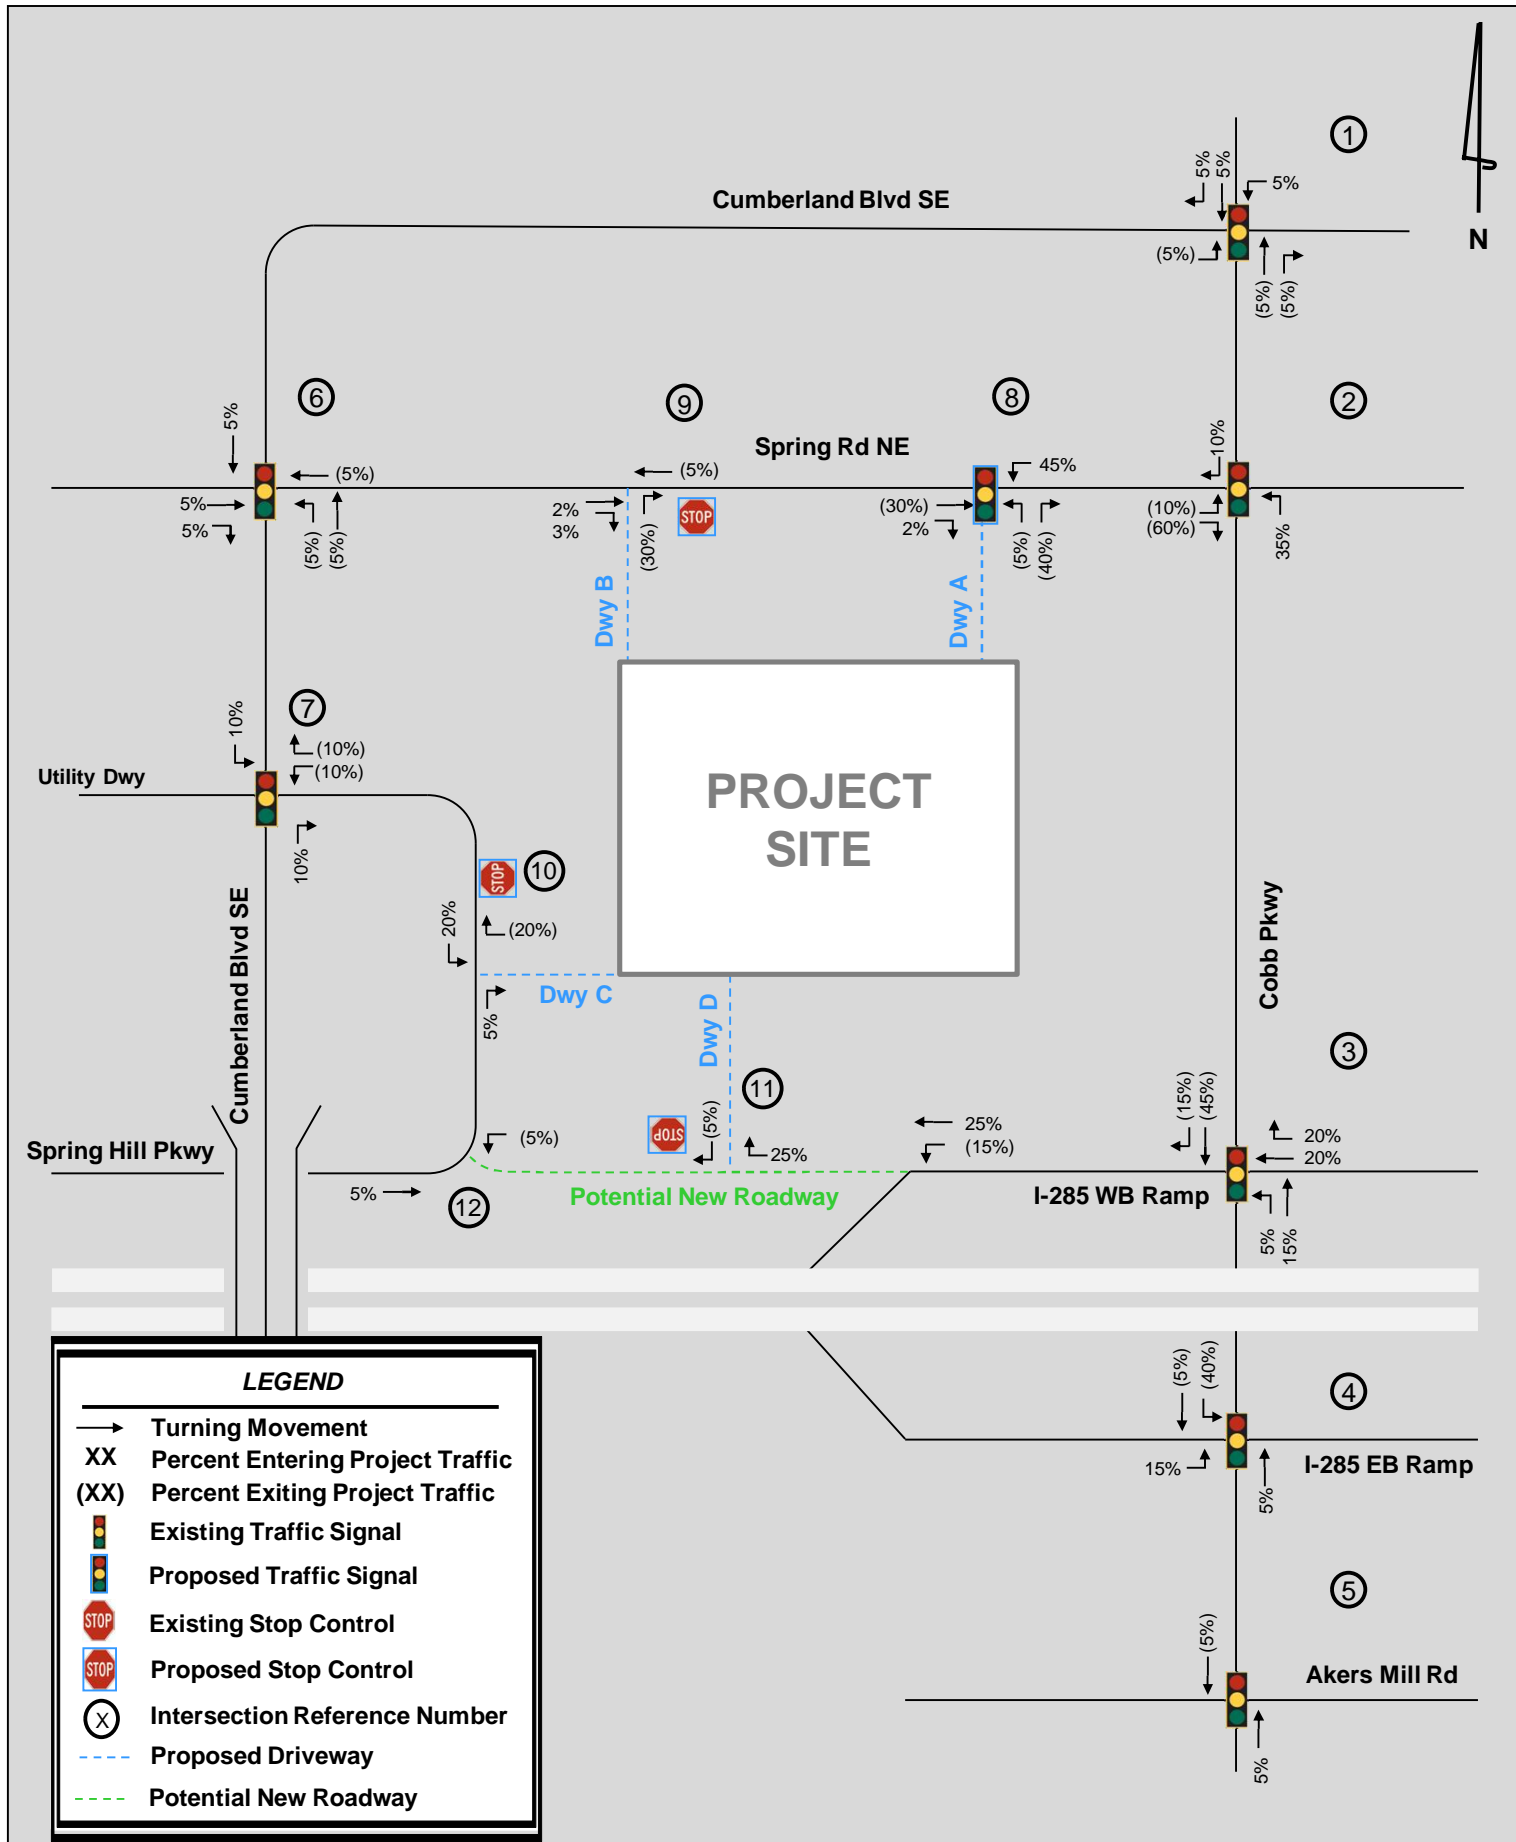 1
5%
5%
5%
Cumberland Blvd SE
N
(5%)
(5%)
(5%)
6
9
8
2
5%
(5%)
Spring Rd NE
(5%)
45%
10%
5%
5%
(5%)
(5%)
2%
3%
(30%)
STOP
(30%)
2%
(5%)
(40%)
(10%)
(60%)
35%
Dwy B
Dwy A
7
10%
(10%)
(10%)
Utility Dwy
10%
PROJECT
SITE
STOP
10
20%
(20%)
Cumberland Blvd SE
Cobb Pkwy
5%
Dwy C
Dwy D
3
11
(15%)
(45%)
20%
20%
Spring Hill Pkwy
(5%)
STOP
(5%)
25%
25%
(15%)
5%
12
Potential New Roadway
I-285 WB Ramp
5%
15%
(5%)
(40%)
4
15%
5%
I-285 EB Ramp
5
(5%)
Akers Mill Rd
5%
LEGEND
Turning Movement
XX Percent Entering Project Traffic
(XX) Percent Exiting Project Traffic
Existing Traffic Signal
Proposed Traffic Signal
STOP Existing Stop Control
STOP Proposed Stop Control
X Intersection Reference Number
Proposed Driveway
Potential New Roadway